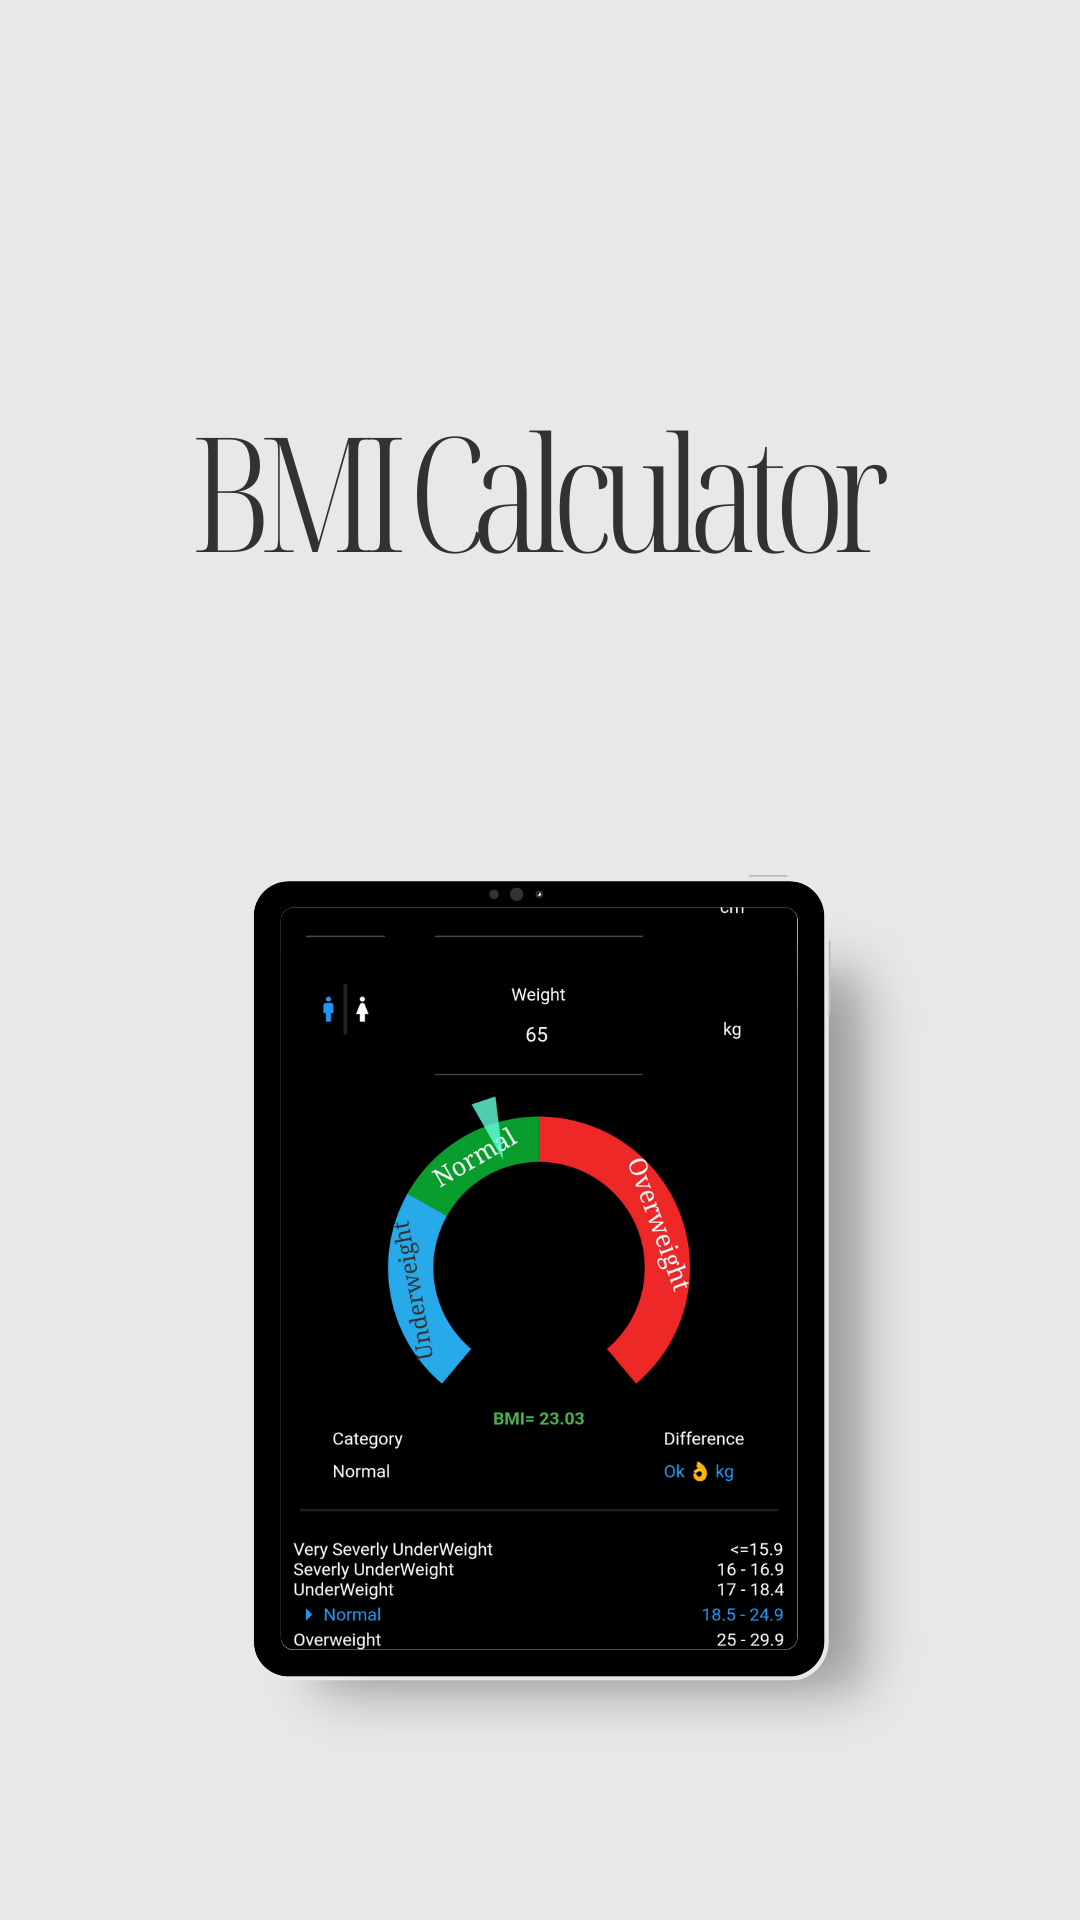 BMI Calculator
cm
Weight
65
kg
Normal
Overweight
Underweight
BMI= 23.03
Category
Difference
Normal
Ok 👌 kg
Very Severly UnderWeight <=15.9
Severly UnderWeight 16 - 16.9
UnderWeight 17 - 18.4
Normal 18.5 - 24.9
Overweight 25 - 29.9